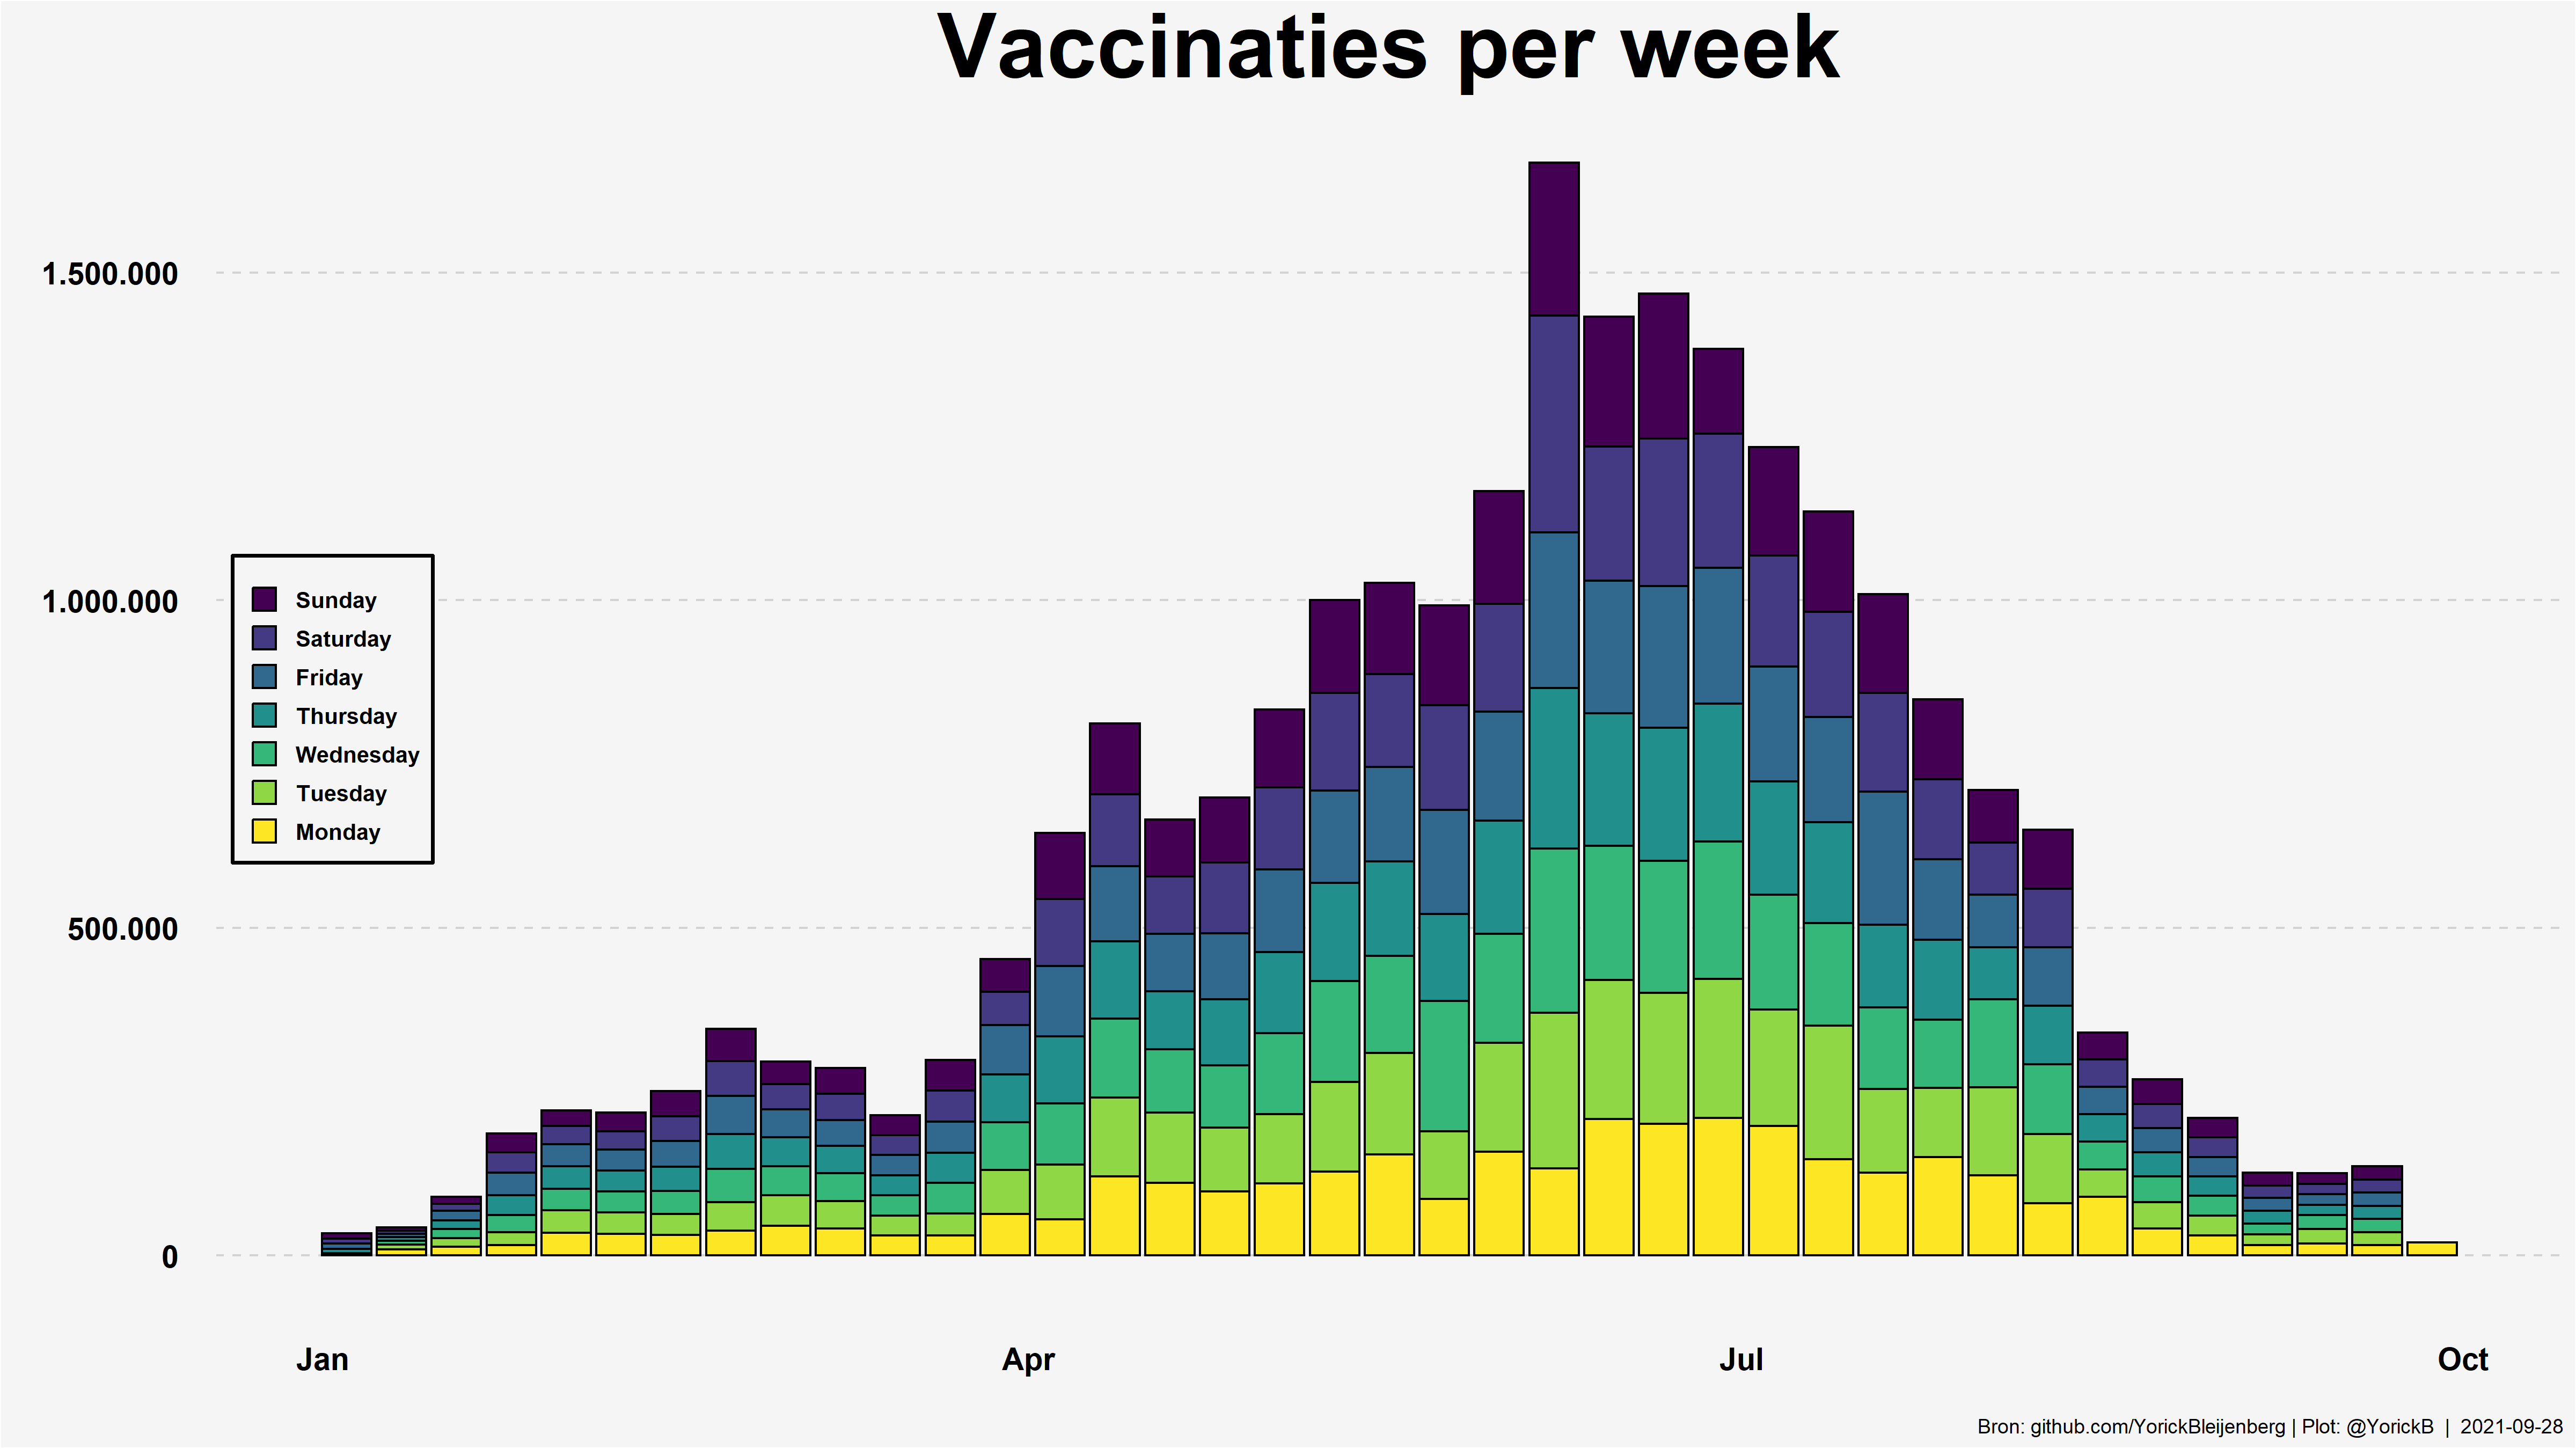 Vaccinaties per week
1.500.000
1.000.000
500.000
0
Sunday
Saturday
Friday
Thursday
Wednesday
Tuesday
Monday
Jan Apr Jul Oct
Bron: github.com/YorickBleijenberg | Plot: @YorickB | 2021-09-28